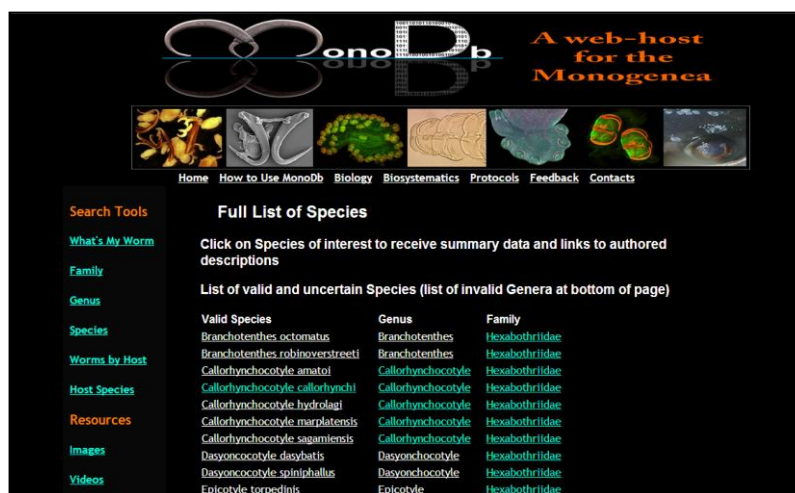 MonoDb
A web-host
for the
Monogenea
Home How to Use MonoDb Biology Biosystematics Protocols Feedback Contacts
Search Tools
What's My Worm
Family
Genus
Species
Worms by Host
Host Species
Resources
Images
Videos
Full List of Species
Click on Species of interest to receive summary data and links to authored
descriptions
List of valid and uncertain Species (list of invalid Genera at bottom of page)
Valid Species Genus Family
Branchotenthes octomatus Branchotenthes Hexabothriidae
Branchotenthes robinoverstreeti Branchotenthes Hexabothriidae
Callorhynchocotyle amatoi Callorhynchocotyle Hexabothriidae
Callorhynchocotyle callorhynchi Callorhynchocotyle Hexabothriidae
Callorhynchocotyle hydrolagi Callorhynchocotyle Hexabothriidae
Callorhynchocotyle marplatensis Callorhynchocotyle Hexabothriidae
Callorhynchocotyle sagamiensis Callorhynchocotyle Hexabothriidae
Dasyoncocotyle dasybatis Dasyonchocotyle Hexabothriidae
Dasyoncocotyle spiniphallus Dasyonchocotyle Hexabothriidae
Epicotyle torpedinis Epicotyle Hexabothriidae